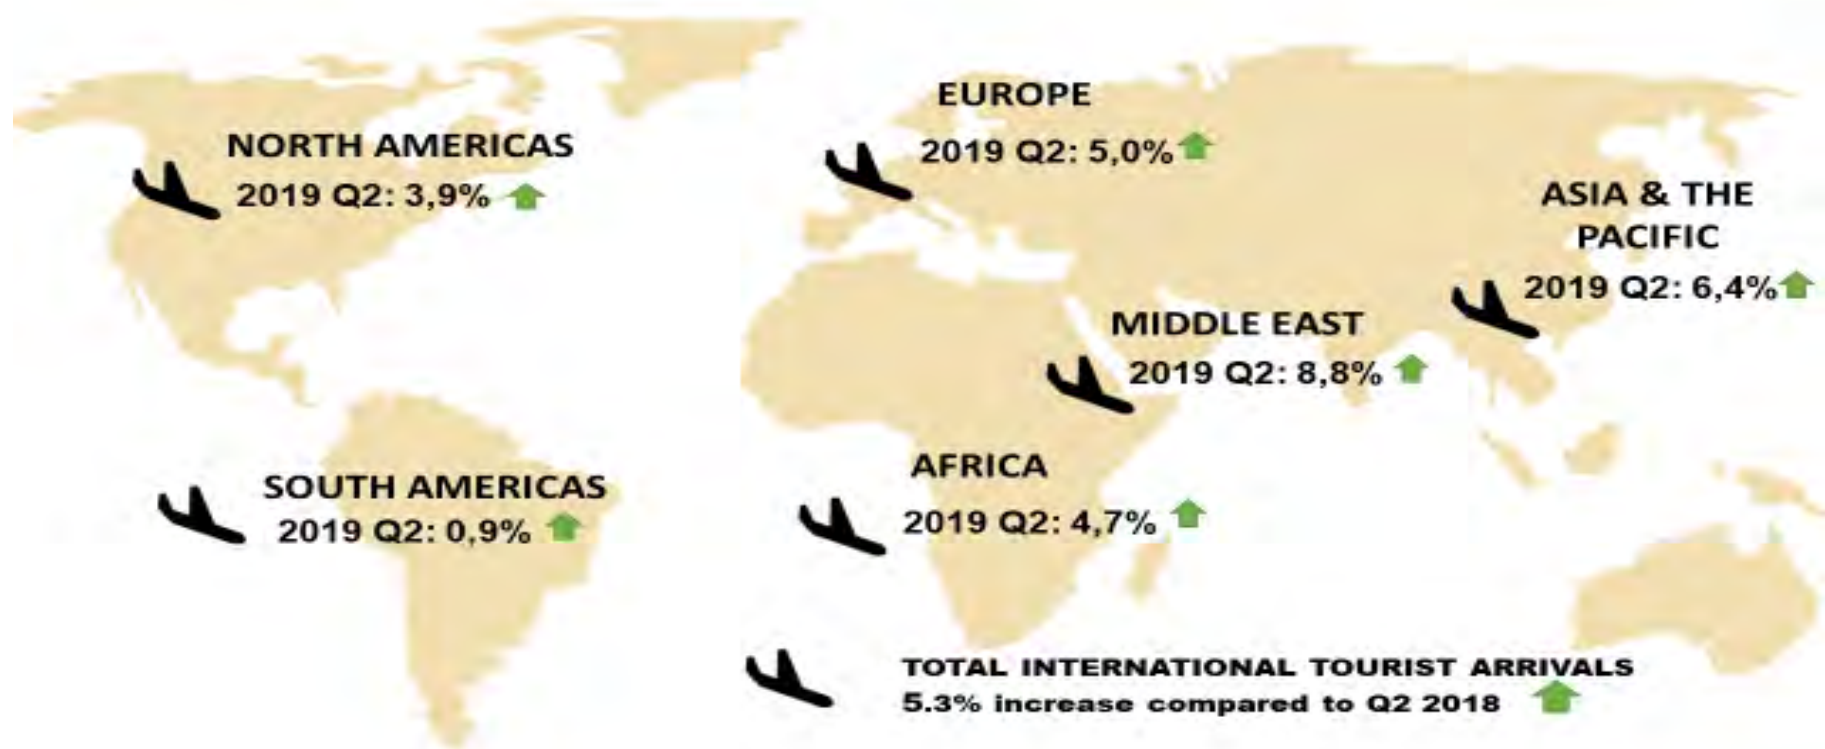 NORTH AMERICAS
2019 Q2: 3,9%
EUROPE
2019 Q2: 5,0%
ASIA & THE
PACIFIC
2019 Q2: 6,4%
MIDDLE EAST
2019 Q2: 8,8%
SOUTH AMERICAS
2019 Q2: 0,9%
AFRICA
2019 Q2: 4,7%
TOTAL INTERNATIONAL TOURIST ARRIVALS
5.3% increase compared to Q2 2018